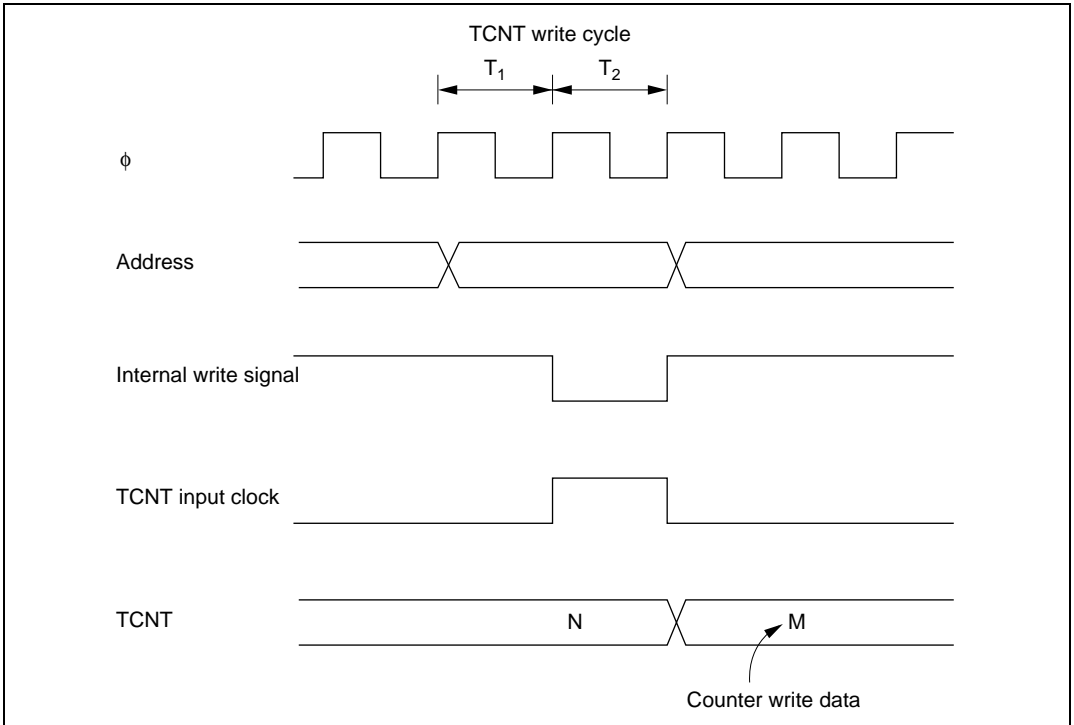 TCNT write cycle
T1 T2
ϕ
Address
Internal write signal
TCNT input clock
TCNT N M
Counter write data